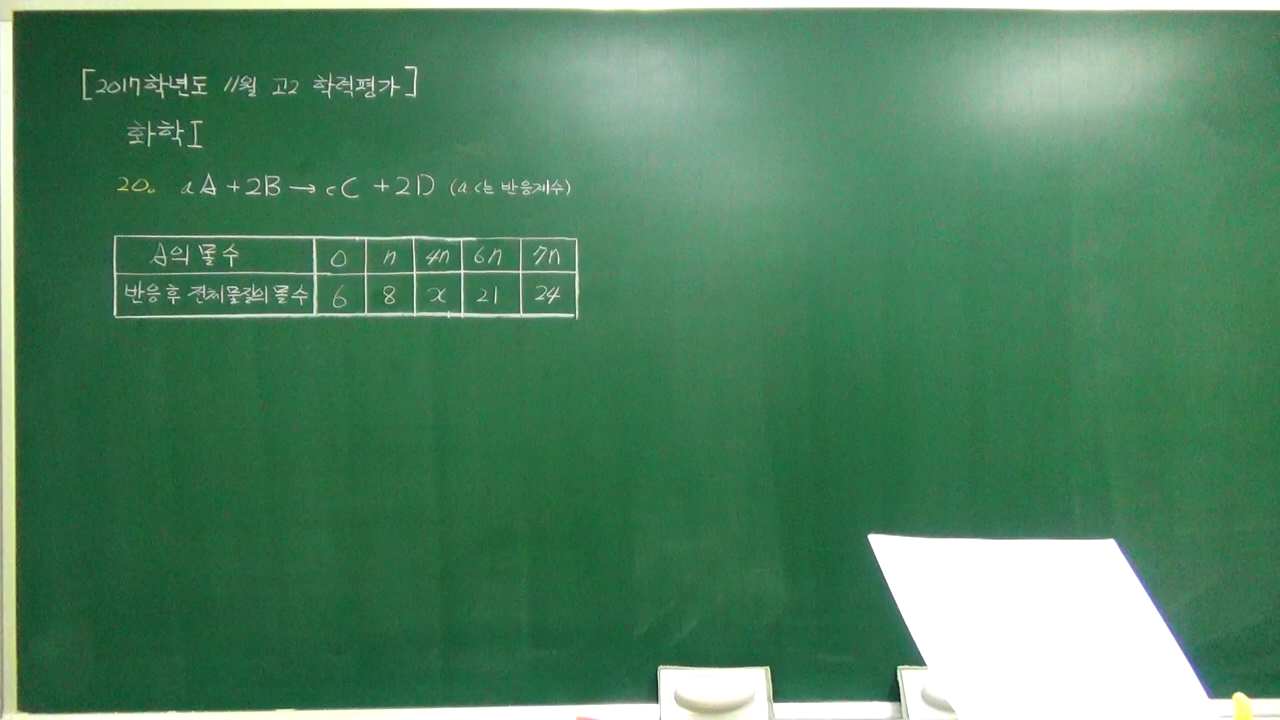 [2017학년도 11월 고2 학력평가]
화학 I
20. aA + 2B → cC + 2D (a, c는 반응계수)
A의 몰수 0 n 4n 6n 7n
반응 후 전체 물질의 몰수 6 8 x 21 24